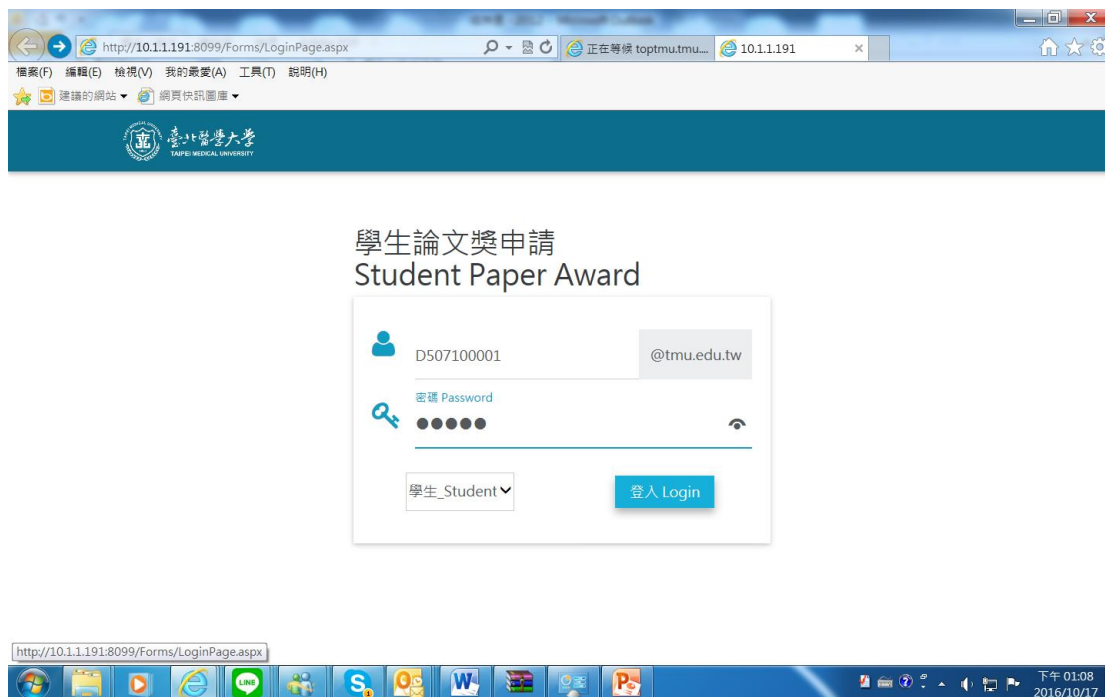 http://10.1.1.191:8099/Forms/LoginPage.aspx
正在等候 toptmu.tmu....
10.1.1.191
檔案(F) 編輯(E) 檢視(V) 我的最愛(A) 工具(T) 說明(H)
建議的網站 網頁快訊圖庫
臺北醫學大學
TAIPEI MEDICAL UNIVERSITY
學生論文獎申請
Student Paper Award
D507100001 @tmu.edu.tw
密碼 Password
學生_Student 登入 Login
http://10.1.1.191:8099/Forms/LoginPage.aspx
LINE
下午 01:08
2016/10/17